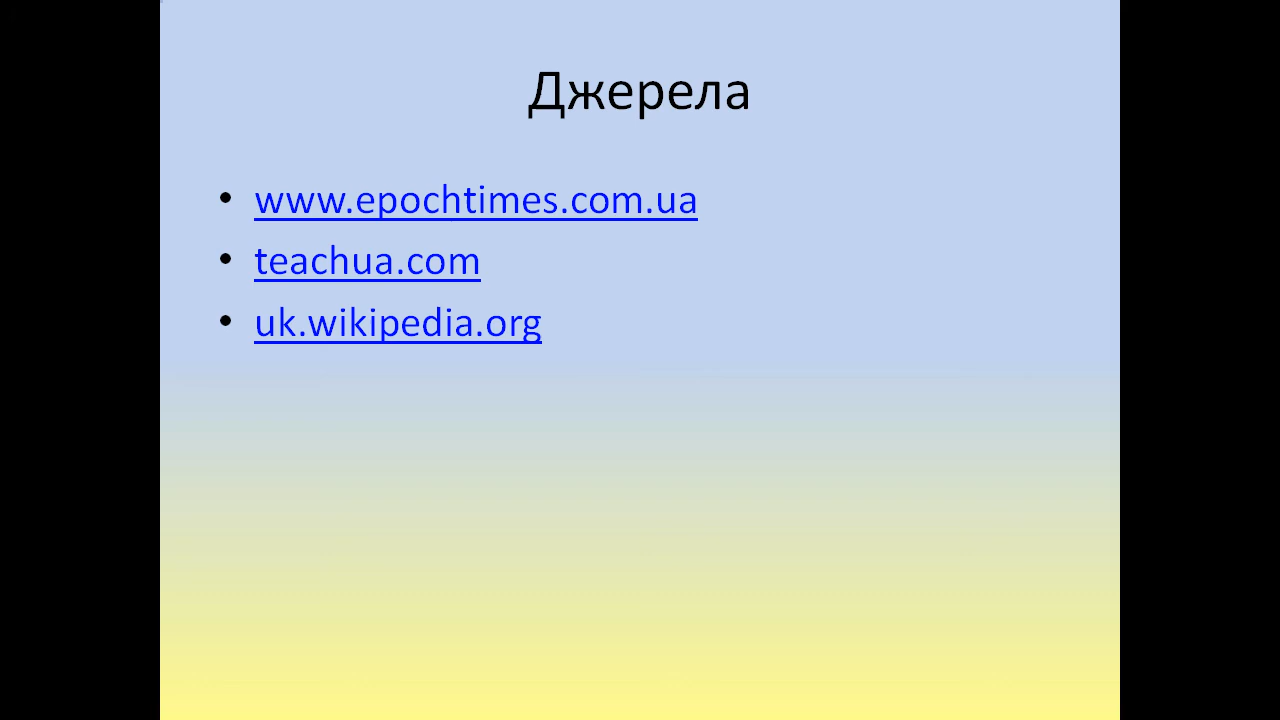 Джерела
• www.epochtimes.com.ua
• teachua.com
• uk.wikipedia.org